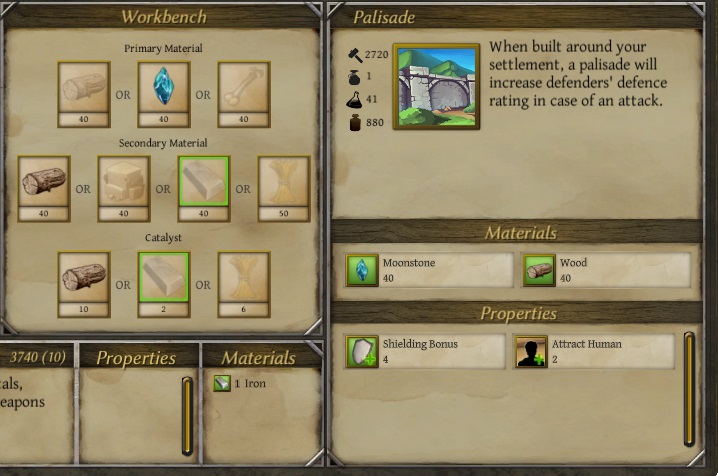 Workbench
Primary Material
OR OR
40 40 40
Secondary Material
OR OR OR
40 40 40 50
Catalyst
OR OR
10 2 6
3740 (10)
tals,
eapons
Properties
Materials
1 Iron
Palisade
2720
1
41
880
When built around your
settlement, a palisade will
increase defenders' defence
rating in case of an attack.
Materials
Moonstone
40
Wood
40
Properties
Shielding Bonus
4
Attract Human
2